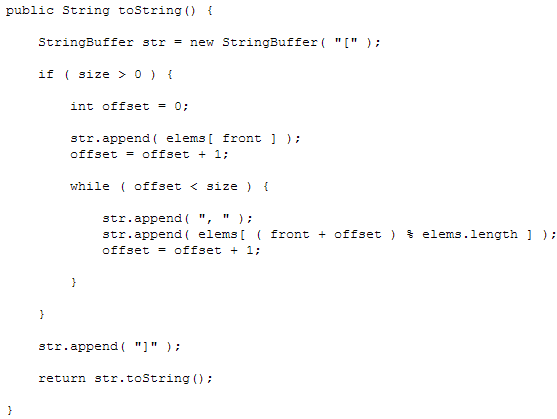 public String toString() {
StringBuffer str = new StringBuffer( "[" );
if ( size > 0 ) {
int offset = 0;
str.append( elems[ front ] );
offset = offset + 1;
while ( offset < size ) {
str.append( ", " );
str.append( elems[ ( front + offset ) % elems.length ] );
offset = offset + 1;
}
}
str.append( "]" );
return str.toString();
}